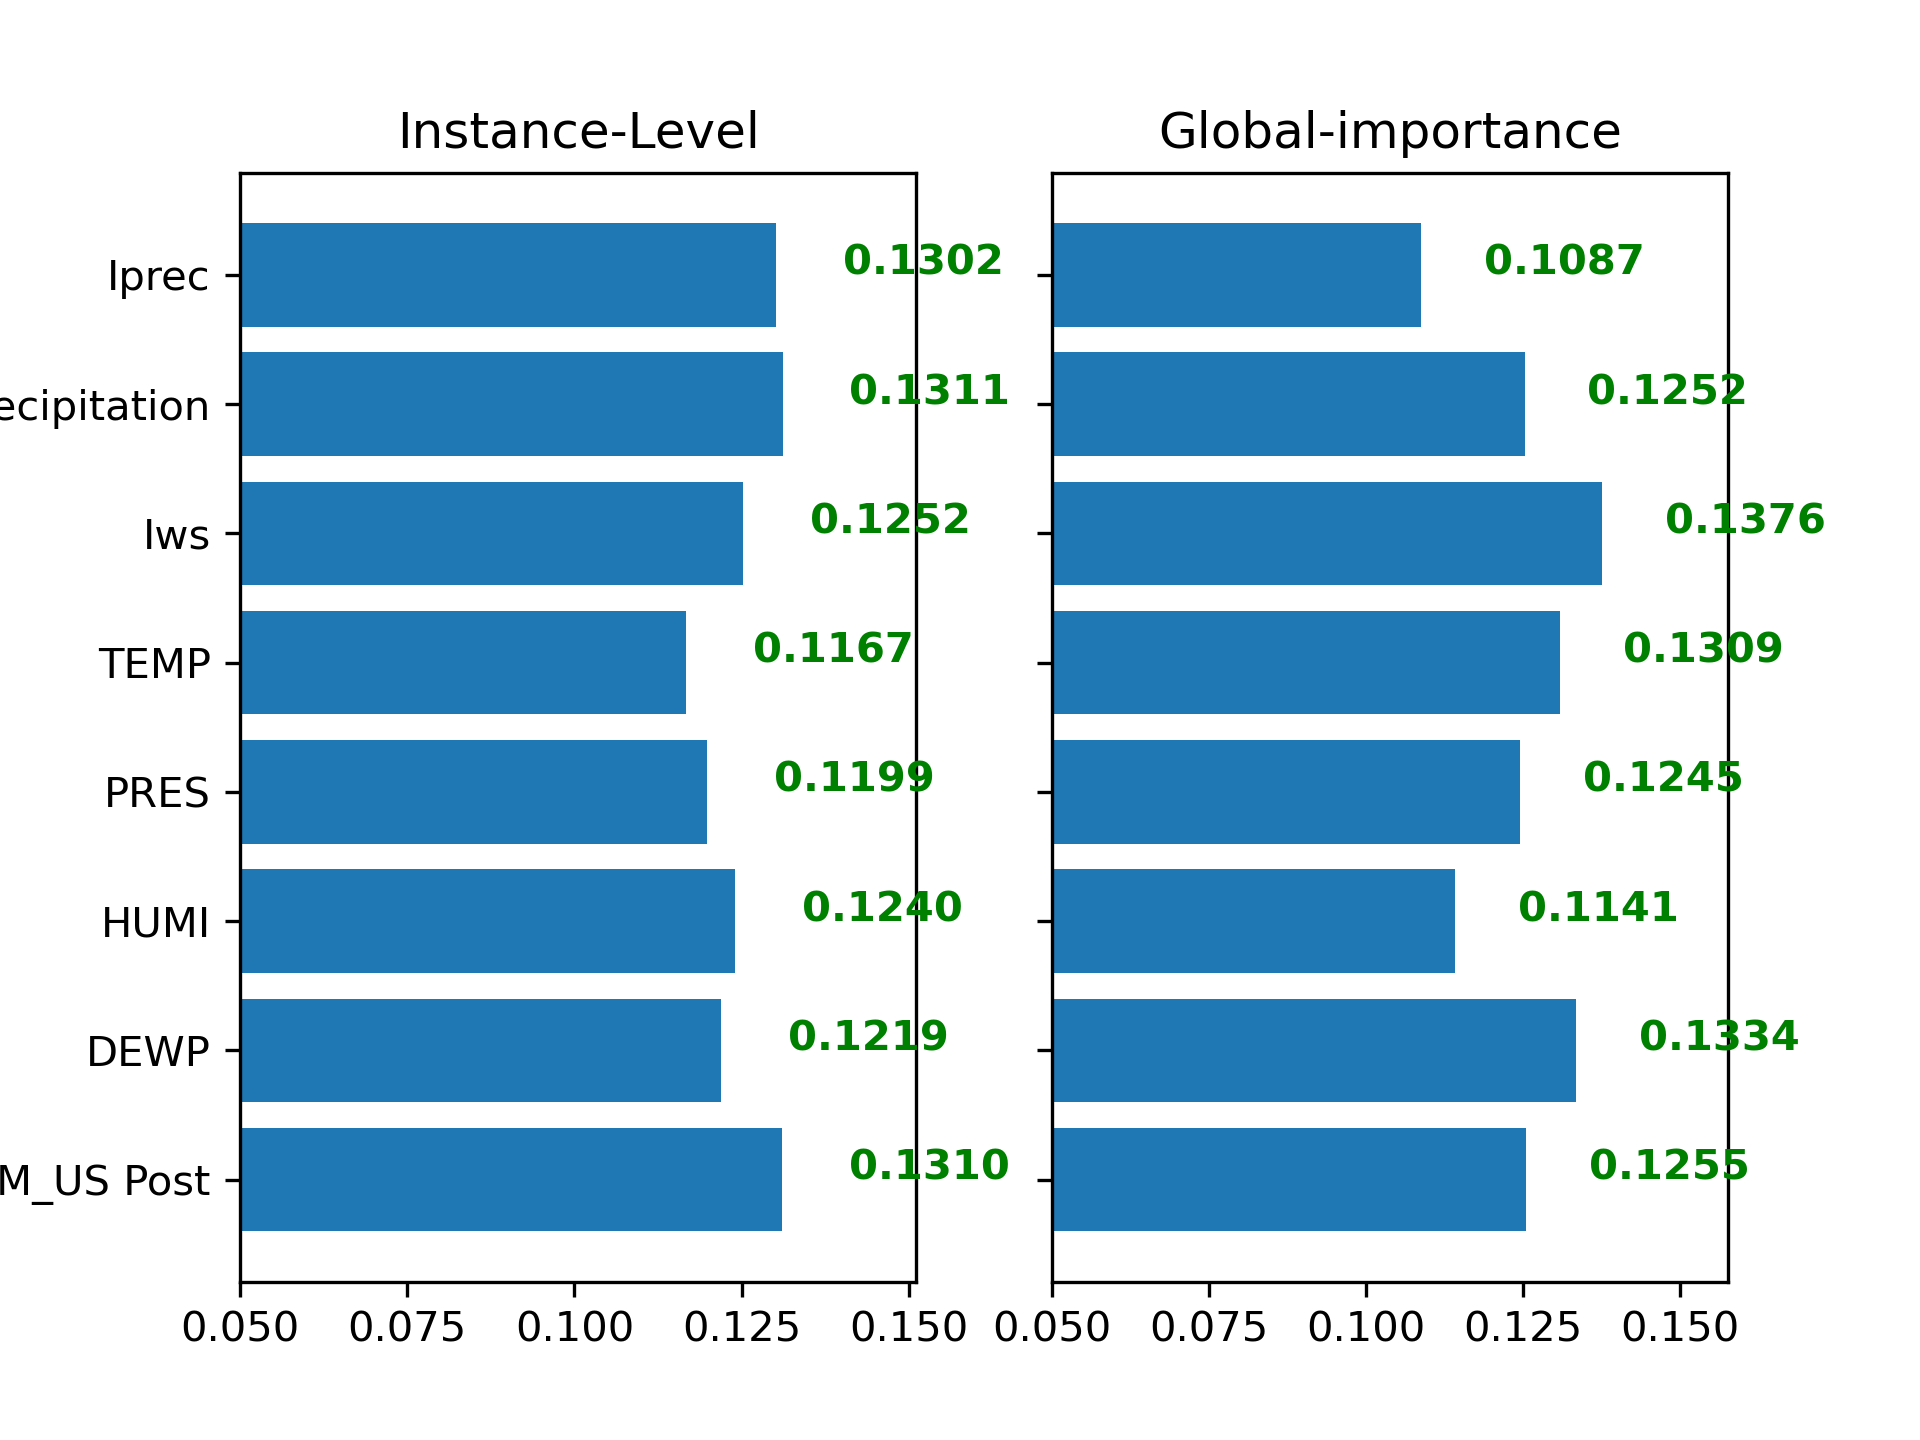 Instance-Level Global-importance
Iprec 0.1302 0.1087
ecipitation 0.1311 0.1252
Iws 0.1252 0.1376
TEMP 0.1167 0.1309
PRES 0.1199 0.1245
HUMI 0.1240 0.1141
DEWP 0.1219 0.1334
M_US Post 0.1310 0.1255
0.050 0.075 0.100 0.125 0.150 0.050 0.075 0.100 0.125 0.150